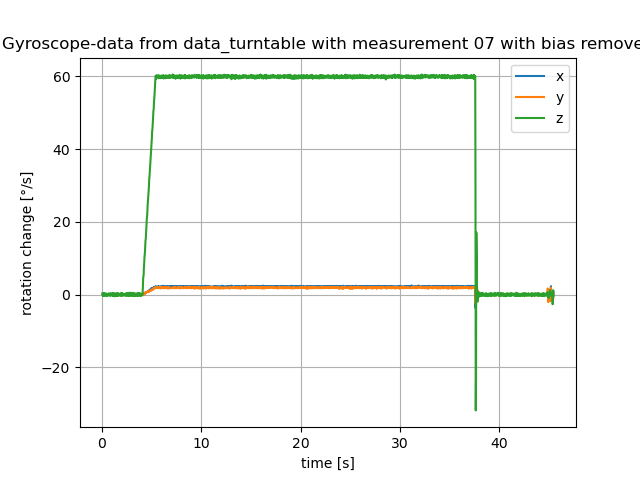 Gyroscope-data from data_turntable with measurement 07 with bias remove
60
40
20
0
−20
0 10 20 30 40
rotation change [°/s]
time [s]
x
y
z